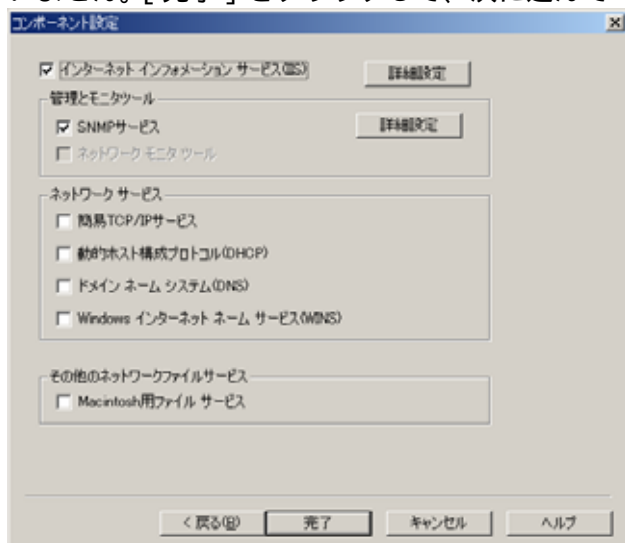 コンポーネント設定
インターネット インフォメーション サービス(IIS)
詳細設定
管理とモニタツール
SNMPサービス
詳細設定
ネットワーク モニタ ツール
ネットワーク サービス
簡易TCP/IPサービス
動的ホスト構成プロトコル(DHCP)
ドメイン ネーム システム(DNS)
Windows インターネット ネーム サービス(WINS)
その他のネットワークファイルサービス
Macintosh用ファイル サービス
< 戻る(B)
完了
キャンセル
ヘルプ